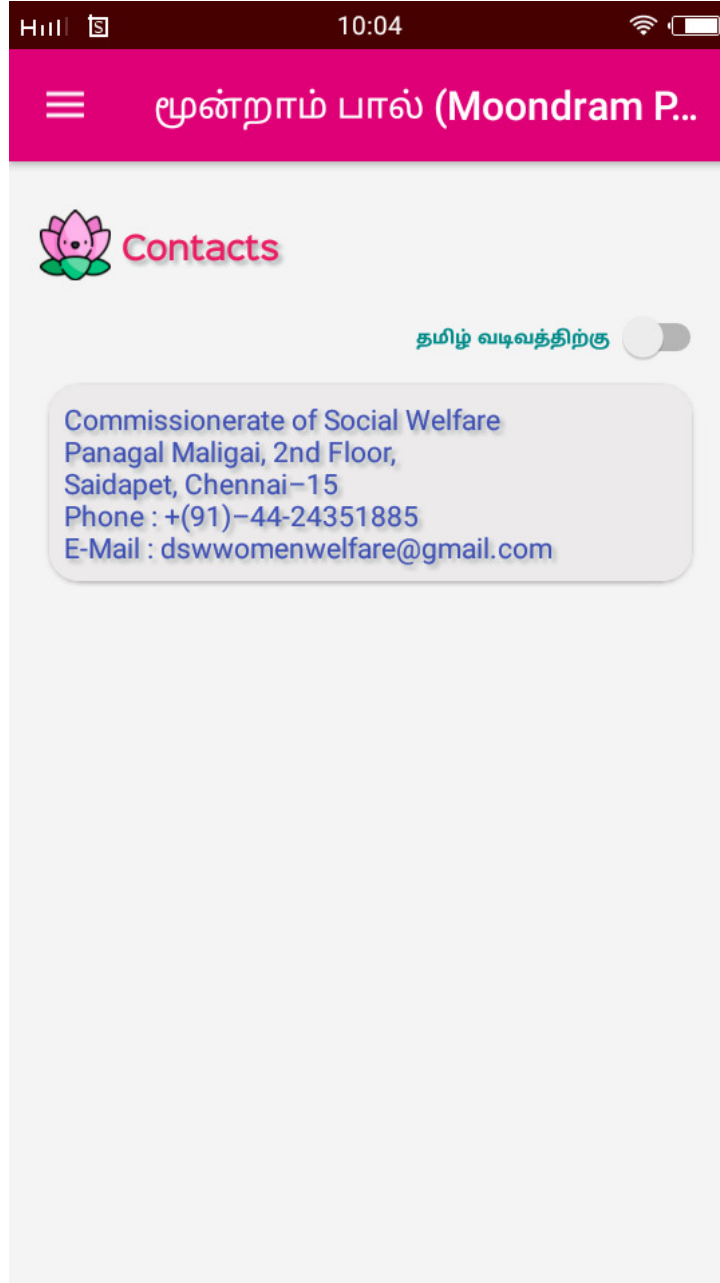 10:04
மூன்றாம் பால் (Moondram P...
Contacts
தமிழ் வடிவத்திற்கு
Commissionerate of Social Welfare
Panagal Maligai, 2nd Floor,
Saidapet, Chennai–15
Phone : +(91)–44-24351885
E-Mail : dswwomenwelfare@gmail.com